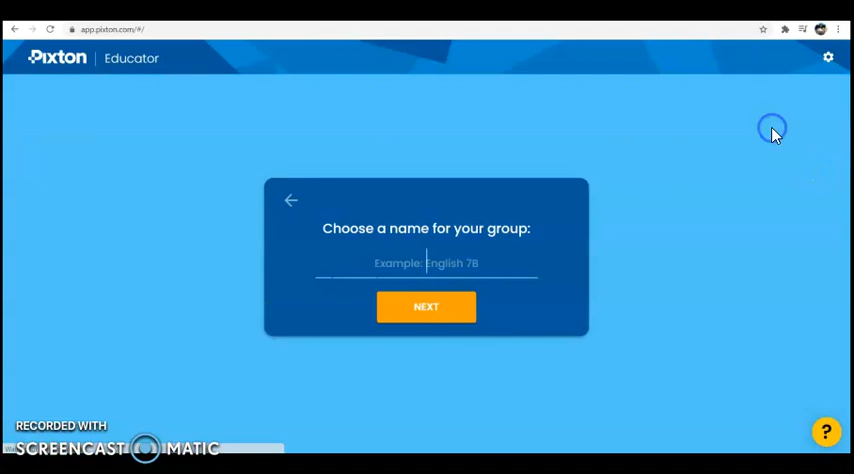 app.pixton.com/#/
Pixton | Educator
Choose a name for your group:
Example: English 7B
NEXT
?
RECORDED WITH
SCREENCAST MATIC